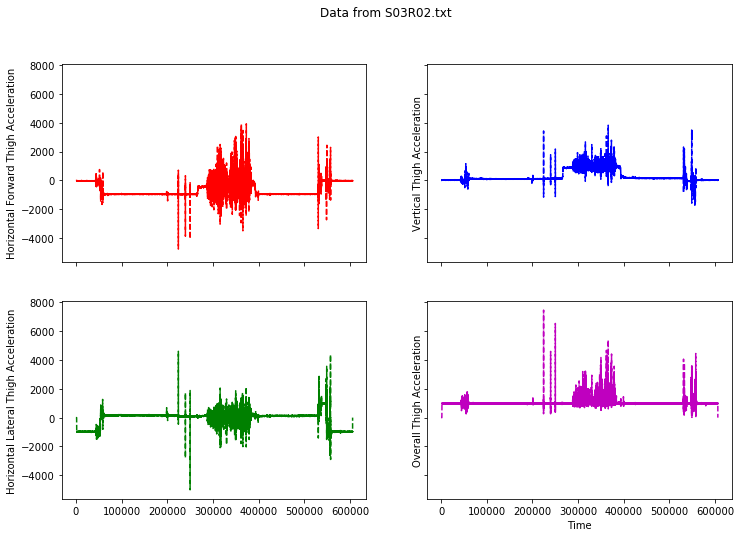 Data from S03R02.txt
Horizontal Forward Thigh Acceleration
8000
6000
4000
2000
0
−2000
−4000
Vertical Thigh Acceleration
Horizontal Lateral Thigh Acceleration
8000
6000
4000
2000
0
−2000
−4000
0 100000 200000 300000 400000 500000 600000
Overall Thigh Acceleration
0 100000 200000 300000 400000 500000 600000
Time